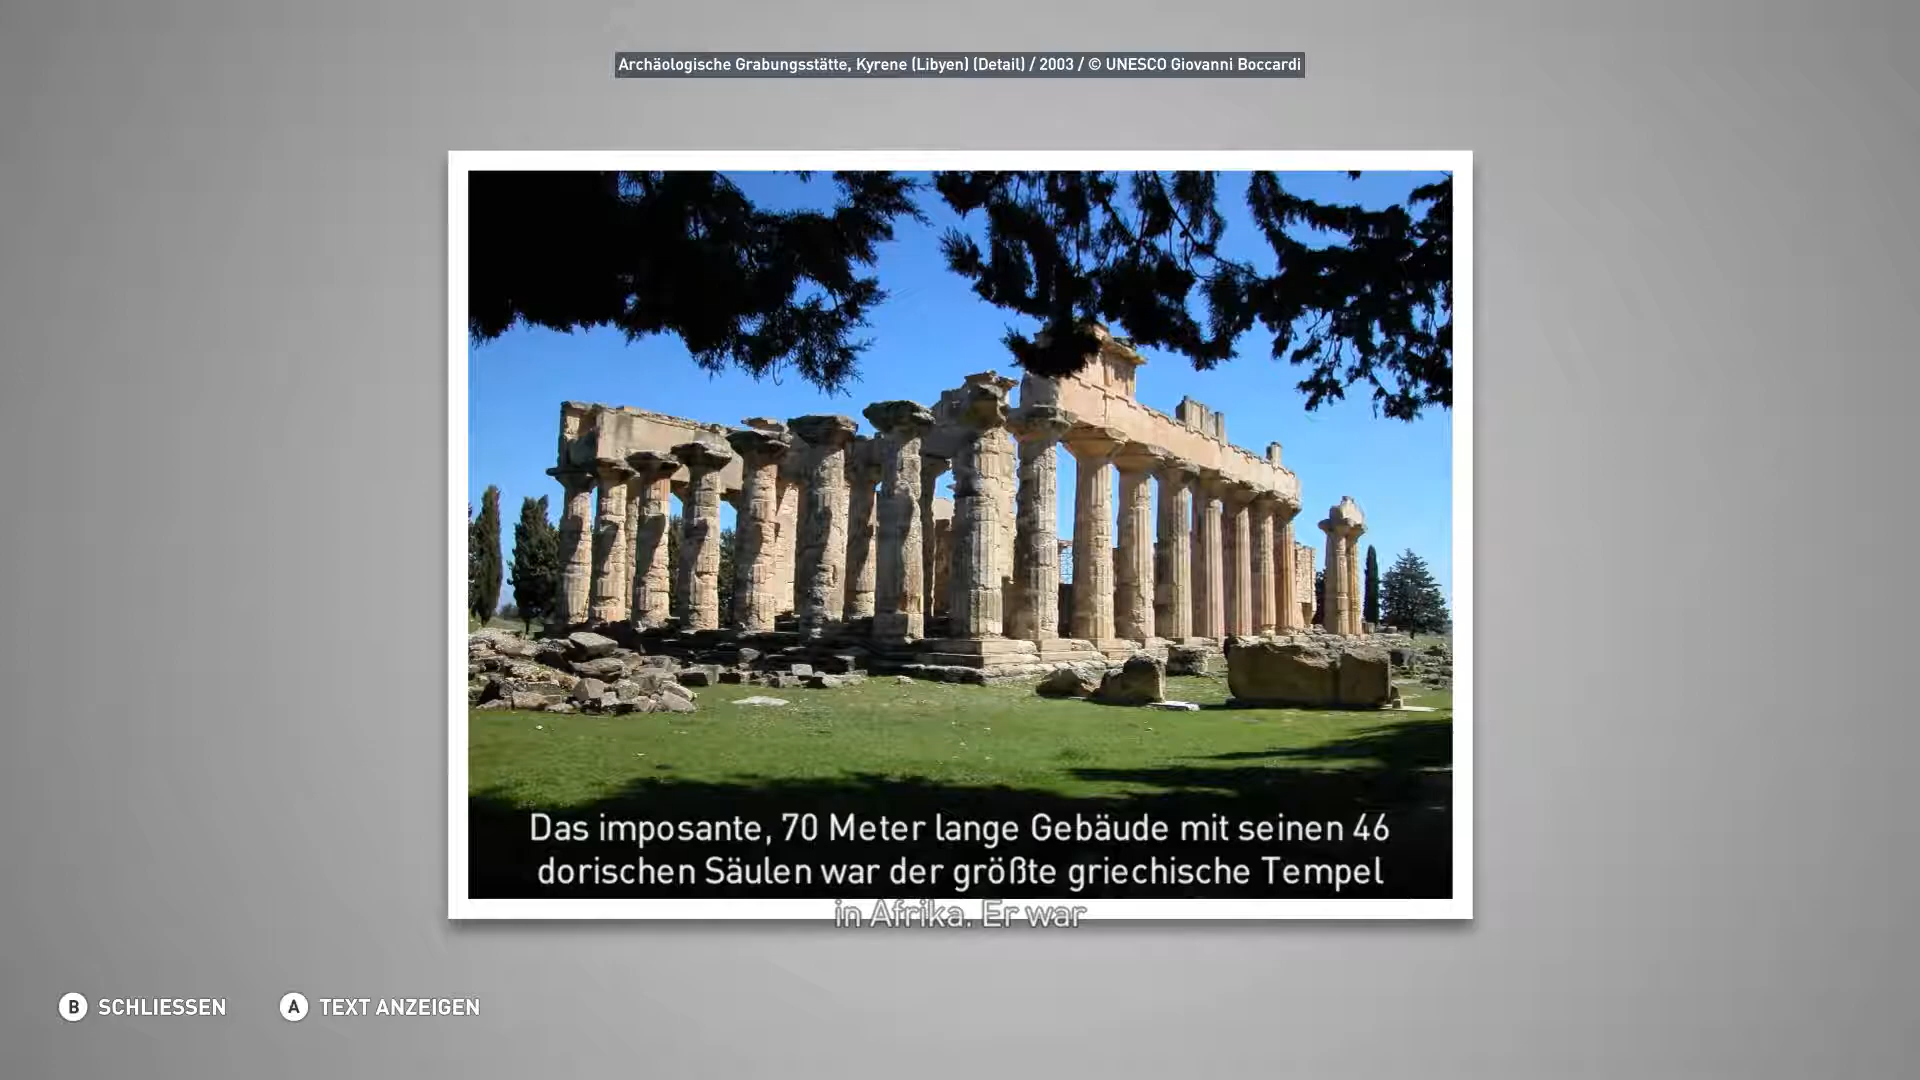 Archäologische Grabungsstätte, Kyrene (Libyen) (Detail) / 2003 / © UNESCO Giovanni Boccardi
Das imposante, 70 Meter lange Gebäude mit seinen 46
dorischen Säulen war der größte griechische Tempel
in Afrika. Er war
B SCHLIESSEN A TEXT ANZEIGEN